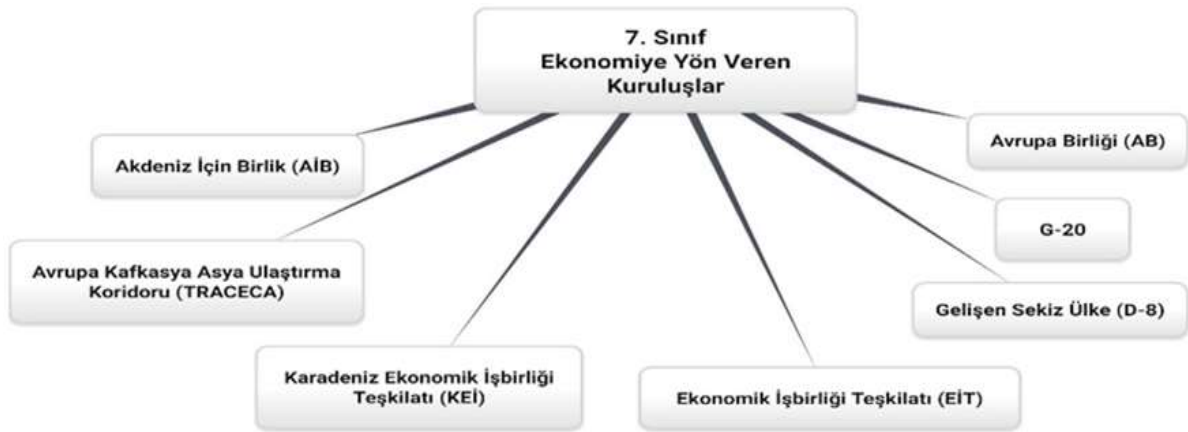 7. Sınıf
Ekonomiye Yön Veren
Kuruluşlar
Akdeniz İçin Birlik (AİB)
Avrupa Birliği (AB)
G-20
Avrupa Kafkasya Asya Ulaştırma
Koridoru (TRACECA)
Gelişen Sekiz Ülke (D-8)
Karadeniz Ekonomik İşbirliği
Teşkilatı (KEİ)
Ekonomik İşbirliği Teşkilatı (EİT)